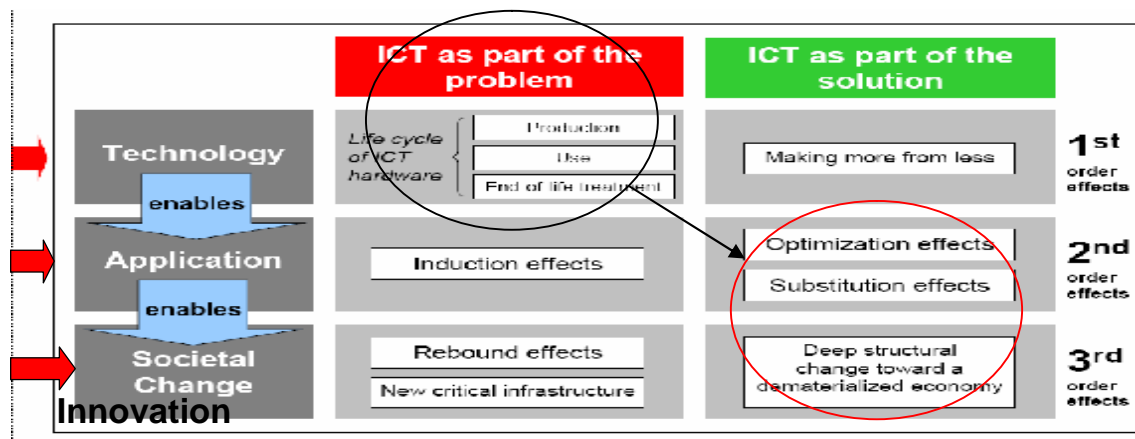 ICT as part of the
problem
ICT as part of the
solution
Technology
Life cycle
of ICT
hardware
Production
Use
End of life treatment
Making more from less
1st
order
effects
enables
Application
Induction effects
Optimization effects
Substitution effects
2nd
order
effects
enables
Societal
Change
Rebound effects
New critical infrastructure
Deep structural
change toward a
dematerialized economy
3rd
order
effects
Innovation